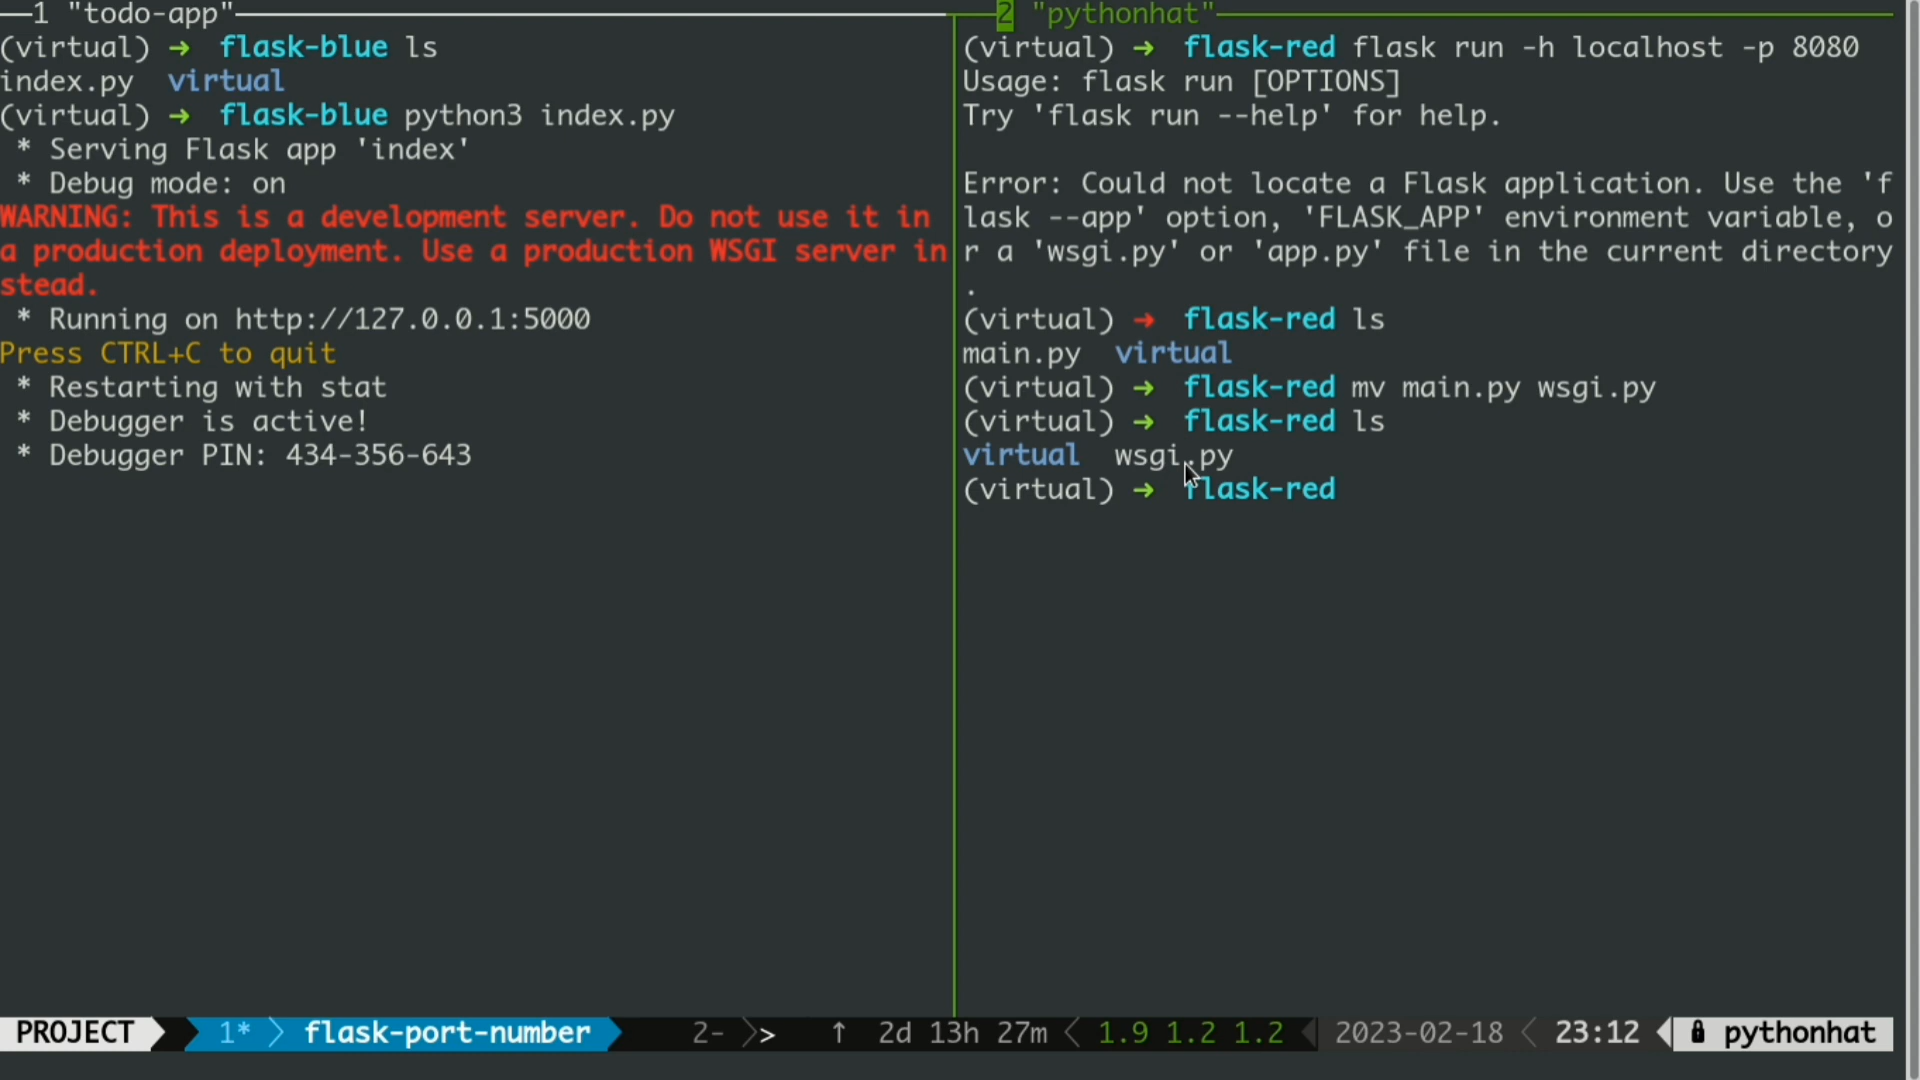 1 "todo-app"
(virtual) ➜ flask-blue ls
index.py virtual
(virtual) ➜ flask-blue python3 index.py
* Serving Flask app 'index'
* Debug mode: on
WARNING: This is a development server. Do not use it in
a production deployment. Use a production WSGI server in
stead.
* Running on http://127.0.0.1:5000
Press CTRL+C to quit
* Restarting with stat
* Debugger is active!
* Debugger PIN: 434-356-643
2 "pythonhat"
(virtual) ➜ flask-red flask run -h localhost -p 8080
Usage: flask run [OPTIONS]
Try 'flask run --help' for help.
Error: Could not locate a Flask application. Use the 'f
lask --app' option, 'FLASK_APP' environment variable, o
r a 'wsgi.py' or 'app.py' file in the current directory
.
(virtual) ➜ flask-red ls
main.py virtual
(virtual) ➜ flask-red mv main.py wsgi.py
(virtual) ➜ flask-red ls
virtual wsgi.py
(virtual) ➜ flask-red
PROJECT 1* flask-port-number 2- > ↑ 2d 13h 27m 1.9 1.2 1.2 2023-02-18 23:12 pythonhat